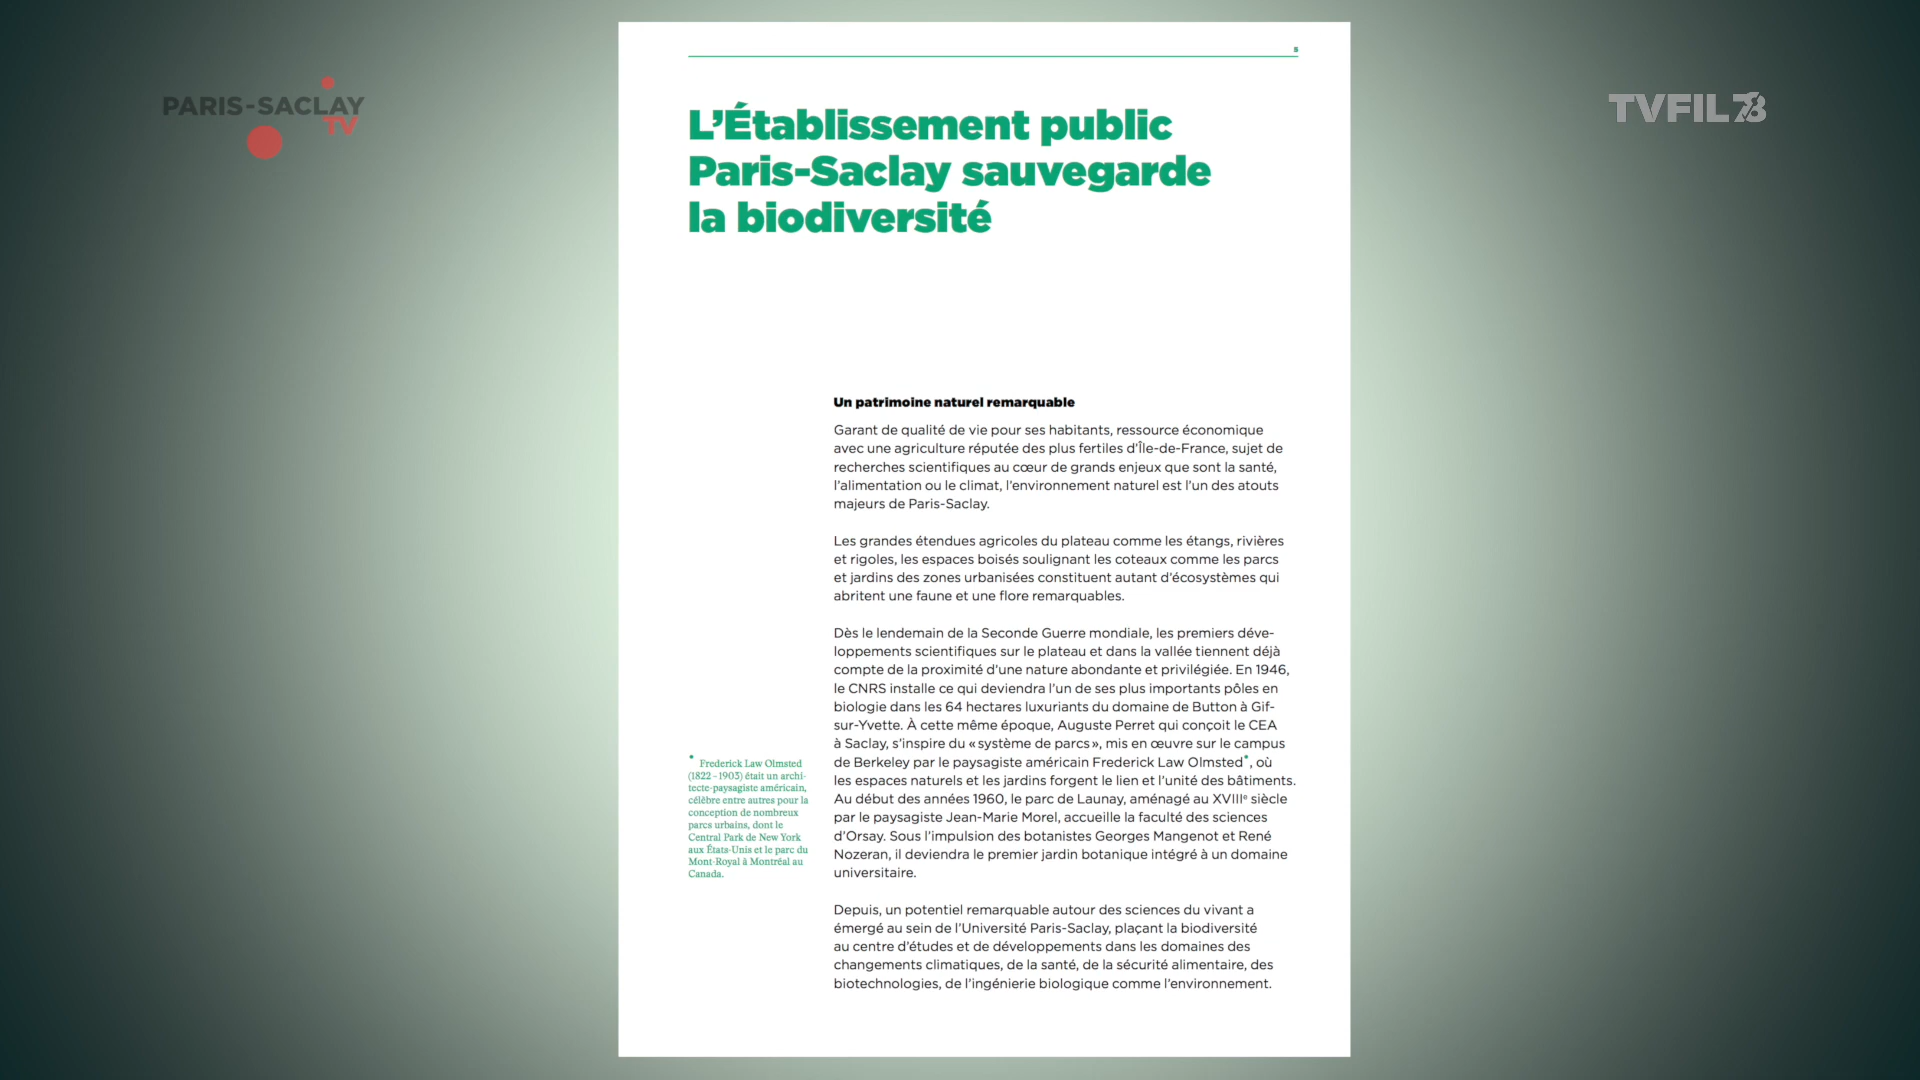 PARIS-SACLAY
TV
TVFIL78
L'Établissement public
Paris-Saclay sauvegarde
la biodiversité
Un patrimoine naturel remarquable
Garant de qualité de vie pour ses habitants, ressource économique
avec une agriculture réputée des plus fertiles d'Île-de-France, sujet de
recherches scientifiques au cœur de grands enjeux que sont la santé,
l'alimentation ou le climat, l'environnement naturel est l'un des atouts
majeurs de Paris-Saclay.
Les grandes étendues agricoles du plateau comme les étangs, rivières
et rigoles, les espaces boisés soulignant les coteaux comme les parcs
et jardins des zones urbanisées constituent autant d'écosystèmes qui
abritent une faune et une flore remarquables.
Dès le lendemain de la Seconde Guerre mondiale, les premiers déve-
loppements scientifiques sur le plateau et dans la vallée tiennent déjà
compte de la proximité d'une nature abondante et privilégiée. En 1946,
le CNRS installe ce qui deviendra l'un de ses plus importants pôles en
biologie dans les 64 hectares luxuriants du domaine de Button à Gif-
sur-Yvette. À cette même époque, Auguste Perret qui conçoit le CEA
à Saclay, s'inspire du «système de parcs», mis en œuvre sur le campus
de Berkeley par le paysagiste américain Frederick Law Olmsted•, où
les espaces naturels et les jardins forgent le lien et l'unité des bâtiments.
Au début des années 1960, le parc de Launay, aménagé au XVIIIe siècle
par le paysagiste Jean-Marie Morel, accueille la faculté des sciences
d'Orsay. Sous l'impulsion des botanistes Georges Mangenot et René
Nozeran, il deviendra le premier jardin botanique intégré à un domaine
universitaire.
• Frederick Law Olmsted
(1822 - 1903) était un archi-
tecte-paysagiste américain,
célèbre entre autres pour la
conception de nombreux
parcs urbains, dont le
Central Park de New York
aux États-Unis et le parc du
Mont-Royal à Montréal au
Canada.
Depuis, un potentiel remarquable autour des sciences du vivant a
émergé au sein de l'Université Paris-Saclay, plaçant la biodiversité
au centre d'études et de développements dans les domaines des
changements climatiques, de la santé, de la sécurité alimentaire, des
biotechnologies, de l'ingénierie biologique comme l'environnement.